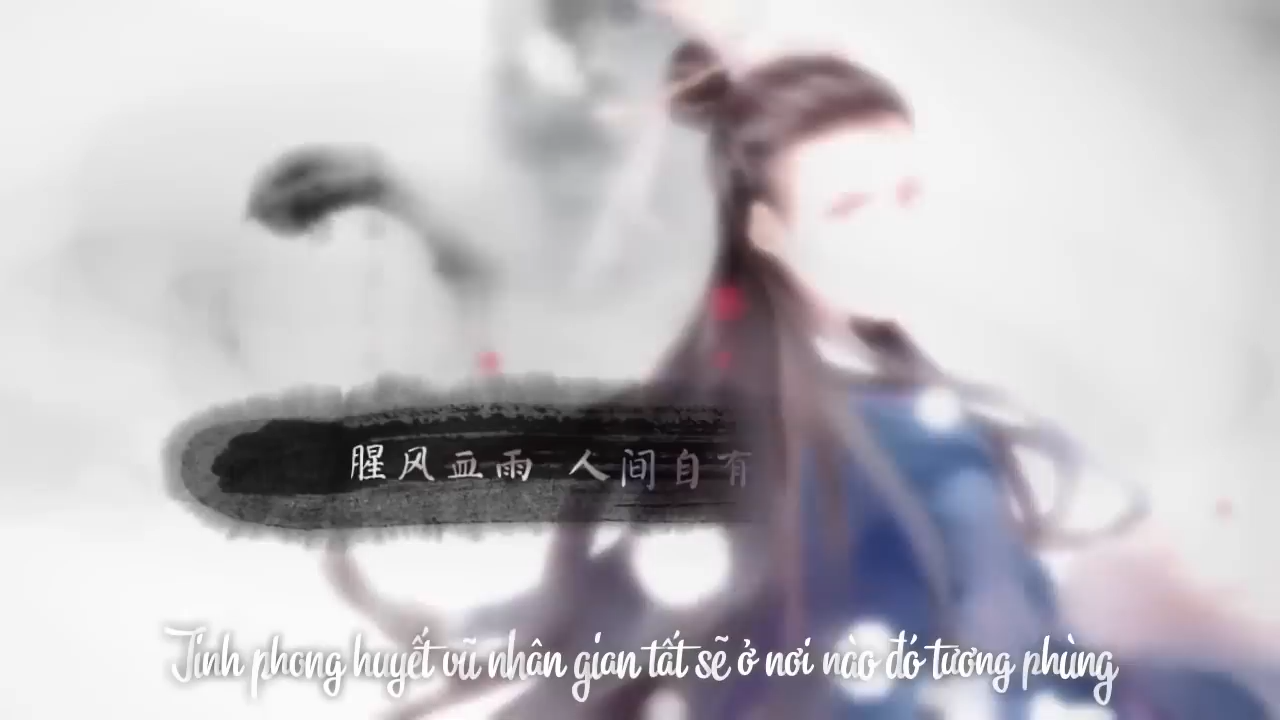 腥风血雨 人间自有
Tinh phong huyết vũ nhân gian tất sẽ ở nơi nào đó tương phùng